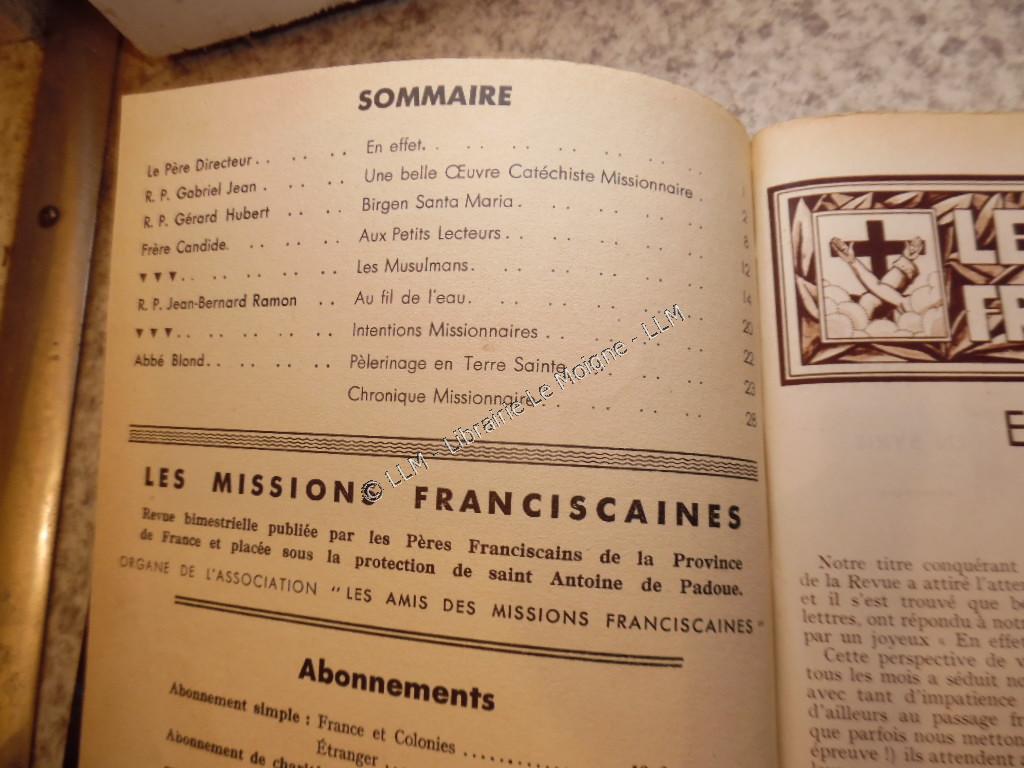 SOMMAIRE
Le Père Directeur. . . . . . . En effet. . . . . . . . . . 1
R. P. Gabriel Jean . . . . . . Une belle Œuvre Catéchiste Missionnaire . 2
R. P. Gérard Hubert . . . . . Birgen Santa Maria . . . . . . . . 8
Frère Candide. . . . . . . . Aux Petits Lecteurs . . . . . . . . 12
▼ ▼ ▼ . . . . . . . . . Les Musulmans. . . . . . . . . 14
R. P. Jean-Bernard Ramon . . Au fil de l'eau. . . . . . . . . 20
▼ ▼ ▼ . . . . . . . . . Intentions Missionnaires . . . . . . . 22
Abbé Blond. . . . . . . . . Pèlerinage en Terre Sainte . . . . . . 23
Chronique Missionnaire . . . . . . . 28
© LLM - Librairie Le Moigne - LLM
LES MISSIONS FRANCISCAINES
Revue bimestrielle publiée par les Pères Franciscains de la Province
de France et placée sous la protection de saint Antoine de Padoue.
ORGANE DE L'ASSOCIATION "LES AMIS DES MISSIONS FRANCISCAINES"
Abonnements
Abonnement simple : France et Colonies . . . . . . .
Étranger . . .
Abonnement de
LE
FR
E
Notre titre conquérant
de la Revue a attiré l'atte
et il s'est trouvé que
lettres, ont répondu à
par un joyeux « En effe
Cette perspective de v
tous les mois a séduit
avec tant d'impatience
d'ailleurs au passage
que parfois nous
épreuve !) ils attendent